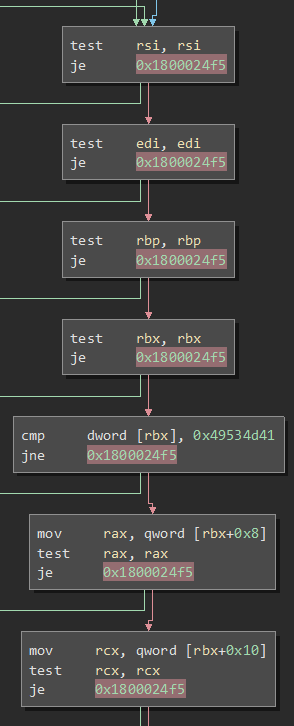 test    rsi, rsi
je      0x1800024f5
test    edi, edi
je      0x1800024f5
test    rbp, rbp
je      0x1800024f5
test    rbx, rbx
je      0x1800024f5
cmp     dword [rbx], 0x49534d41
jne     0x1800024f5
mov     rax, qword [rbx+0x8]
test    rax, rax
je      0x1800024f5
mov     rcx, qword [rbx+0x10]
test    rcx, rcx
je      0x1800024f5